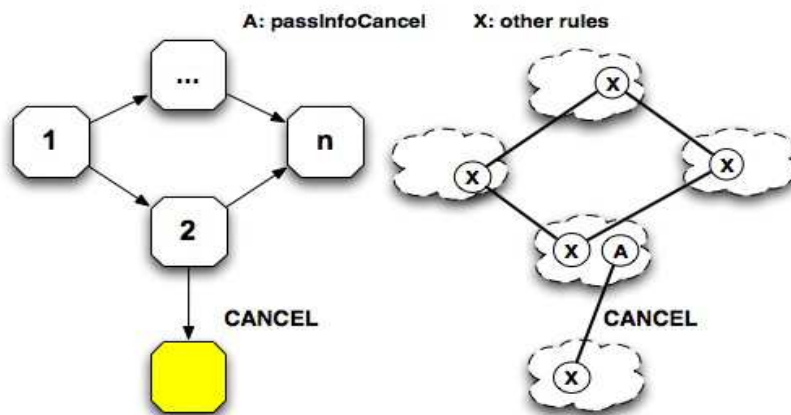 A: passInfoCancel X: other rules
...
1
n
2
CANCEL
X
X
X
X
A
CANCEL
X